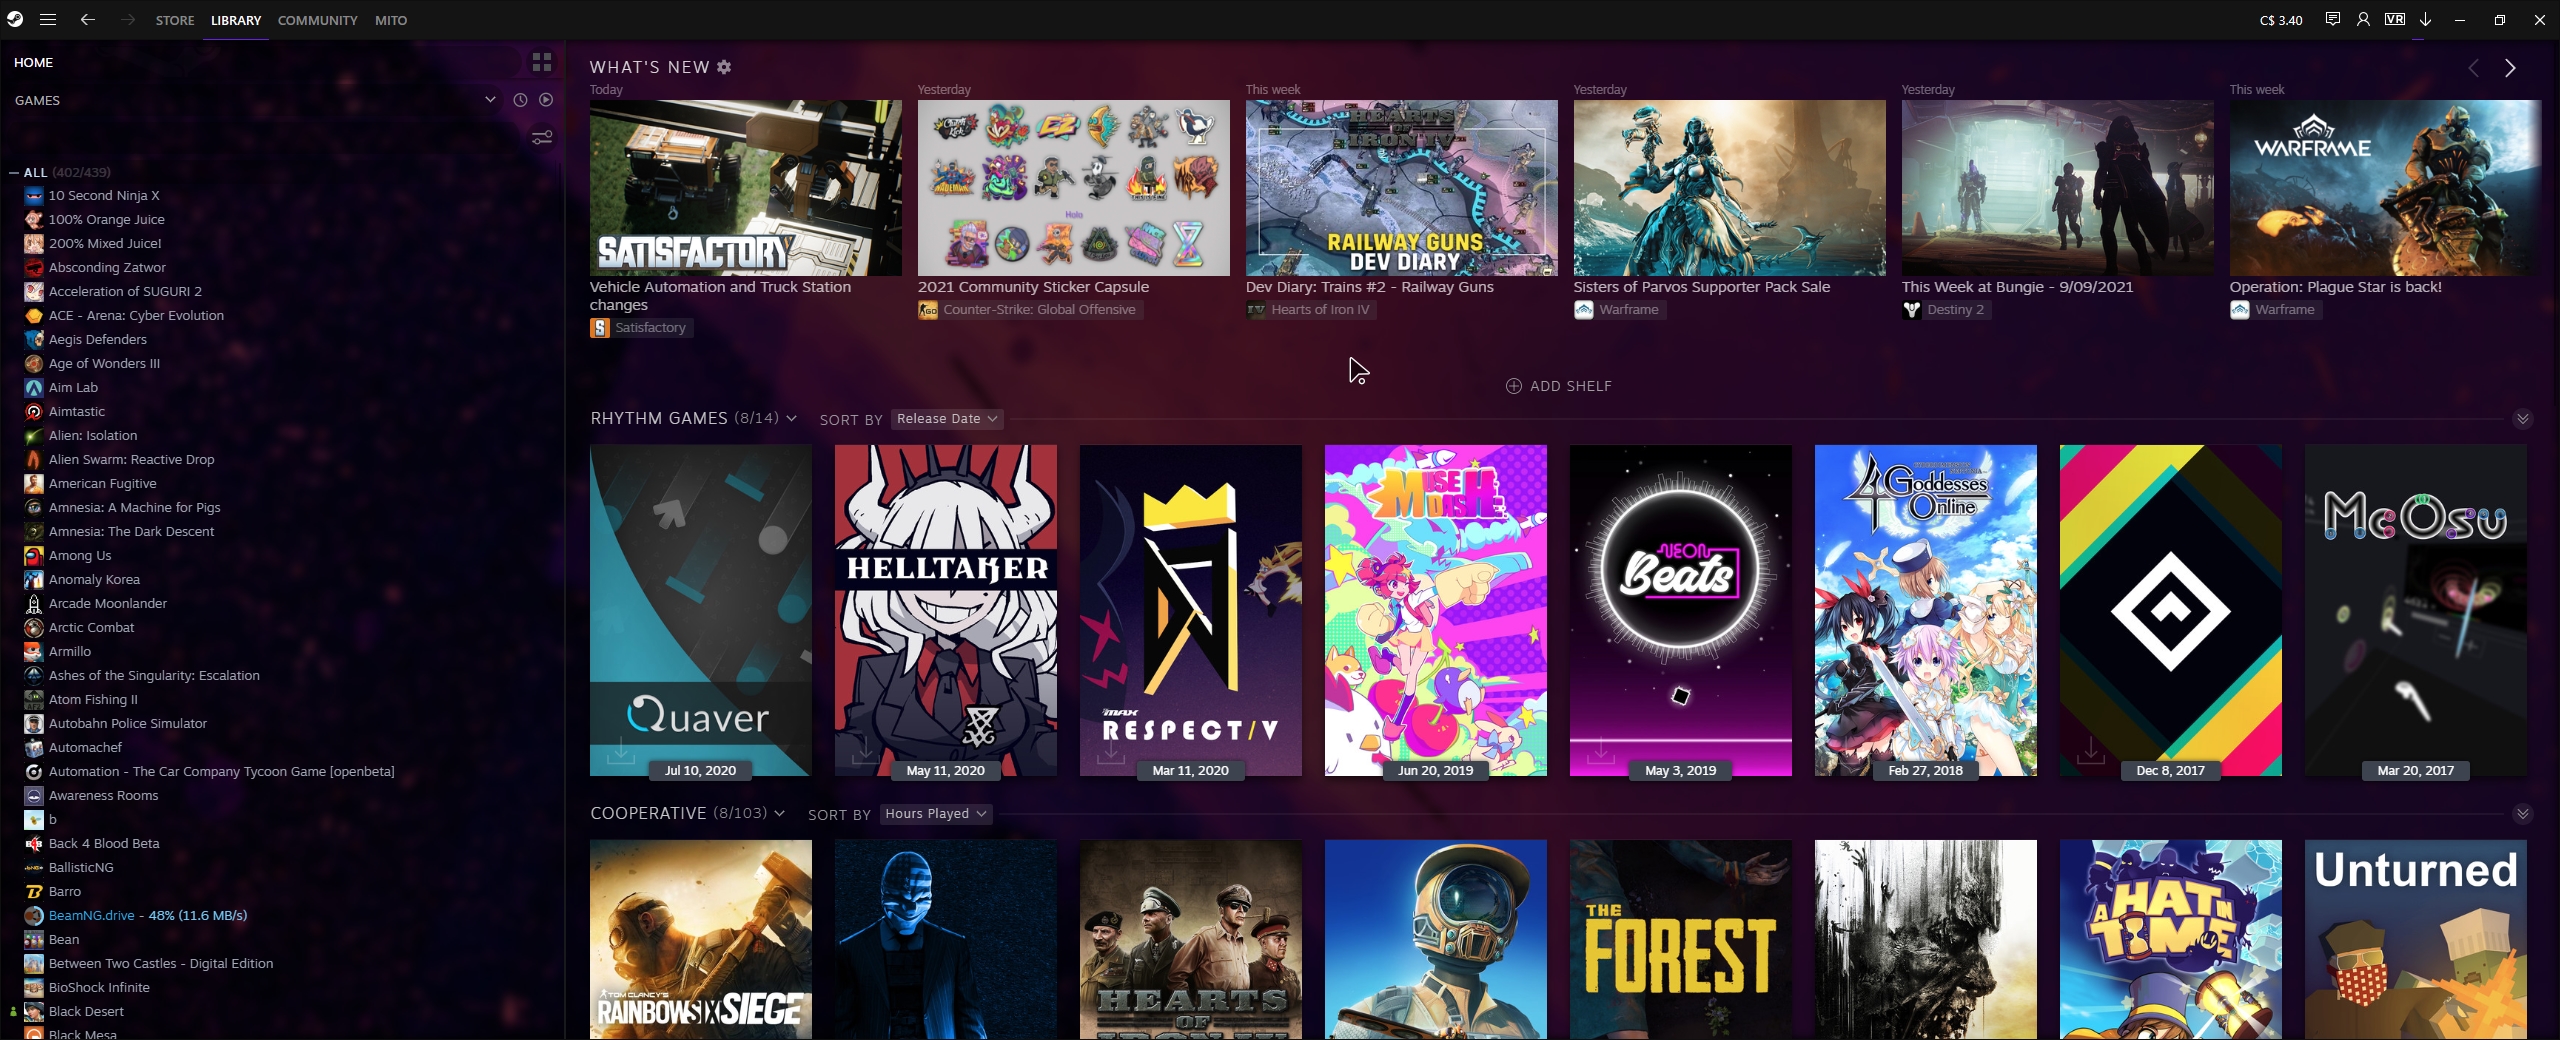 STORE LIBRARY COMMUNITY MITO C$ 3.40 VR
HOME
GAMES
ALL (402/439)
10 Second Ninja X
100% Orange Juice
200% Mixed Juice!
Absconding Zatwor
Acceleration of SUGURI 2
ACE - Arena: Cyber Evolution
Aegis Defenders
Age of Wonders III
Aim Lab
Aimtastic
Alien: Isolation
Alien Swarm: Reactive Drop
American Fugitive
Amnesia: A Machine for Pigs
Amnesia: The Dark Descent
Among Us
Anomaly Korea
Arcade Moonlander
Arctic Combat
Armillo
Ashes of the Singularity: Escalation
Atom Fishing II
Autobahn Police Simulator
Automachef
Automation - The Car Company Tycoon Game [openbeta]
Awareness Rooms
b
Back 4 Blood Beta
BallisticNG
Barro
BeamNG.drive - 48% (11.6 MB/s)
Bean
Between Two Castles - Digital Edition
BioShock Infinite
Black Desert
Black Mesa
WHAT'S NEW
Today
SATISFACTORY
Vehicle Automation and Truck Station
changes
Satisfactory
Yesterday
EZ
Holo
2021 Community Sticker Capsule
Counter-Strike: Global Offensive
This week
HEARTS
OF
IRON IV
RAILWAY GUNS
DEV DIARY
Dev Diary: Trains #2 - Railway Guns
Hearts of Iron IV
Yesterday
Sisters of Parvos Supporter Pack Sale
Warframe
Yesterday
This Week at Bungie - 9/09/2021
Destiny 2
This week
WARFRAME
Operation: Plague Star is back!
Warframe
ADD SHELF
RHYTHM GAMES (8/14) SORT BY Release Date
Quaver
Jul 10, 2020
HELLTAKER
May 11, 2020
DJMAX
RESPECT/V
Mar 11, 2020
MUSE
DASH
Jun 20, 2019
NEON
Beats
May 3, 2019
4 Goddesses
Online
Feb 27, 2018
Dec 8, 2017
McOsu
Mar 20, 2017
COOPERATIVE (8/103) SORT BY Hours Played
TOM CLANCY'S
RAINBOWSIX SIEGE
HEARTS
OF
IRON IV
THE
FOREST
A HAT IN
TIME
Unturned